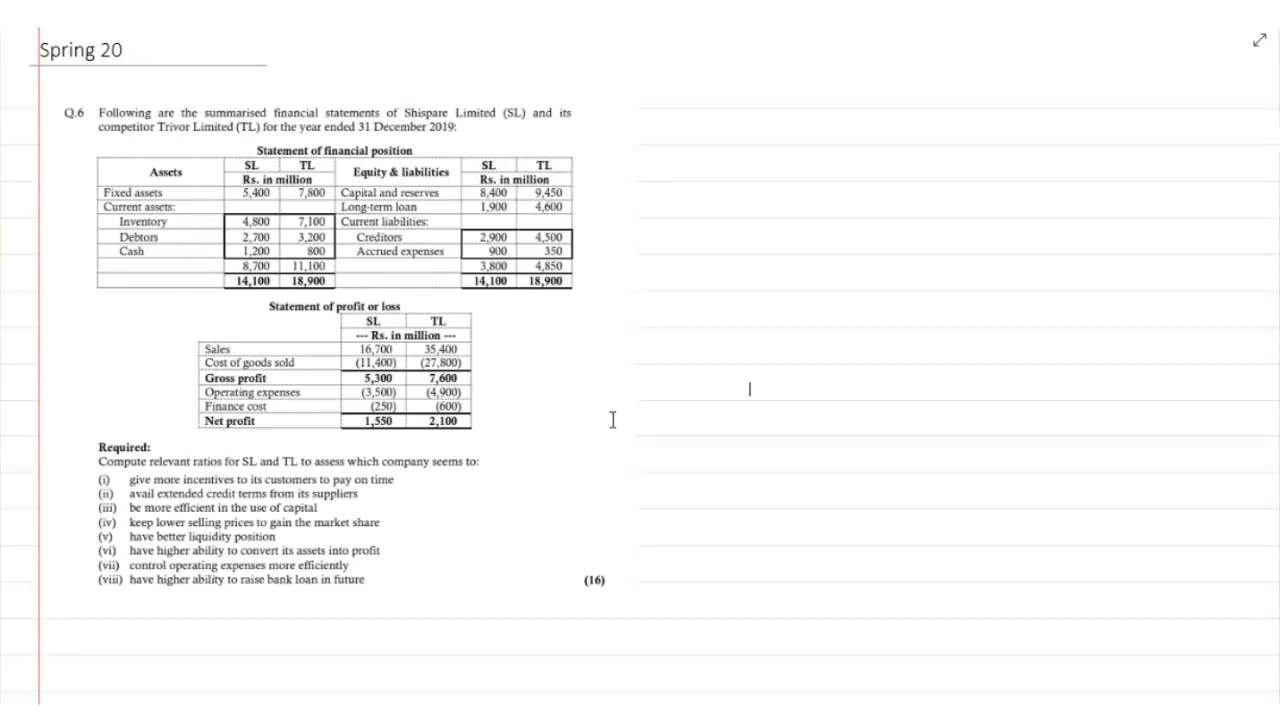 Spring 20
Q.6 Following are the summarised financial statements of Shispare Limited (SL) and its
competitor Trivor Limited (TL) for the year ended 31 December 2019:
Statement of financial position
Assets SL TL Equity & liabilities SL TL
Rs. in million Rs. in million
Fixed assets 5,400 7,800 Capital and reserves 8,400 9,450
Current assets: Long-term loan 1,900 4,600
Inventory 4,800 7,100 Current liabilities:
Debtors 2,700 3,200 Creditors 2,900 4,500
Cash 1,200 800 Accrued expenses 900 350
8,700 11,100 3,800 4,850
14,100 18,900 14,100 18,900
Statement of profit or loss
SL TL
--- Rs. in million ---
Sales 16,700 35,400
Cost of goods sold (11,400) (27,800)
Gross profit 5,300 7,600
Operating expenses (3,500) (4,900)
Finance cost (250) (600)
Net profit 1,550 2,100
Required:
Compute relevant ratios for SL and TL to assess which company seems to:
(i) give more incentives to its customers to pay on time
(ii) avail extended credit terms from its suppliers
(iii) be more efficient in the use of capital
(iv) keep lower selling prices to gain the market share
(v) have better liquidity position
(vi) have higher ability to convert its assets into profit
(vii) control operating expenses more efficiently
(viii) have higher ability to raise bank loan in future (16)